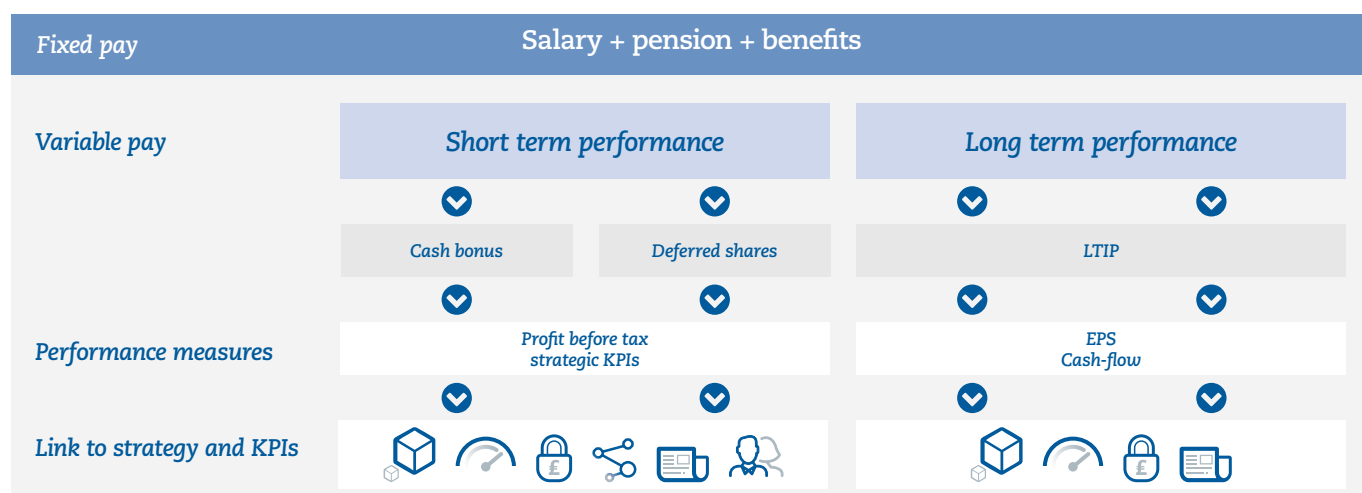 Fixed pay
Salary + pension + benefits
Variable pay
Short term performance
Long term performance
Cash bonus
Deferred shares
LTIP
Performance measures
Profit before tax
strategic KPIs
EPS
Cash-flow
Link to strategy and KPIs
£
£